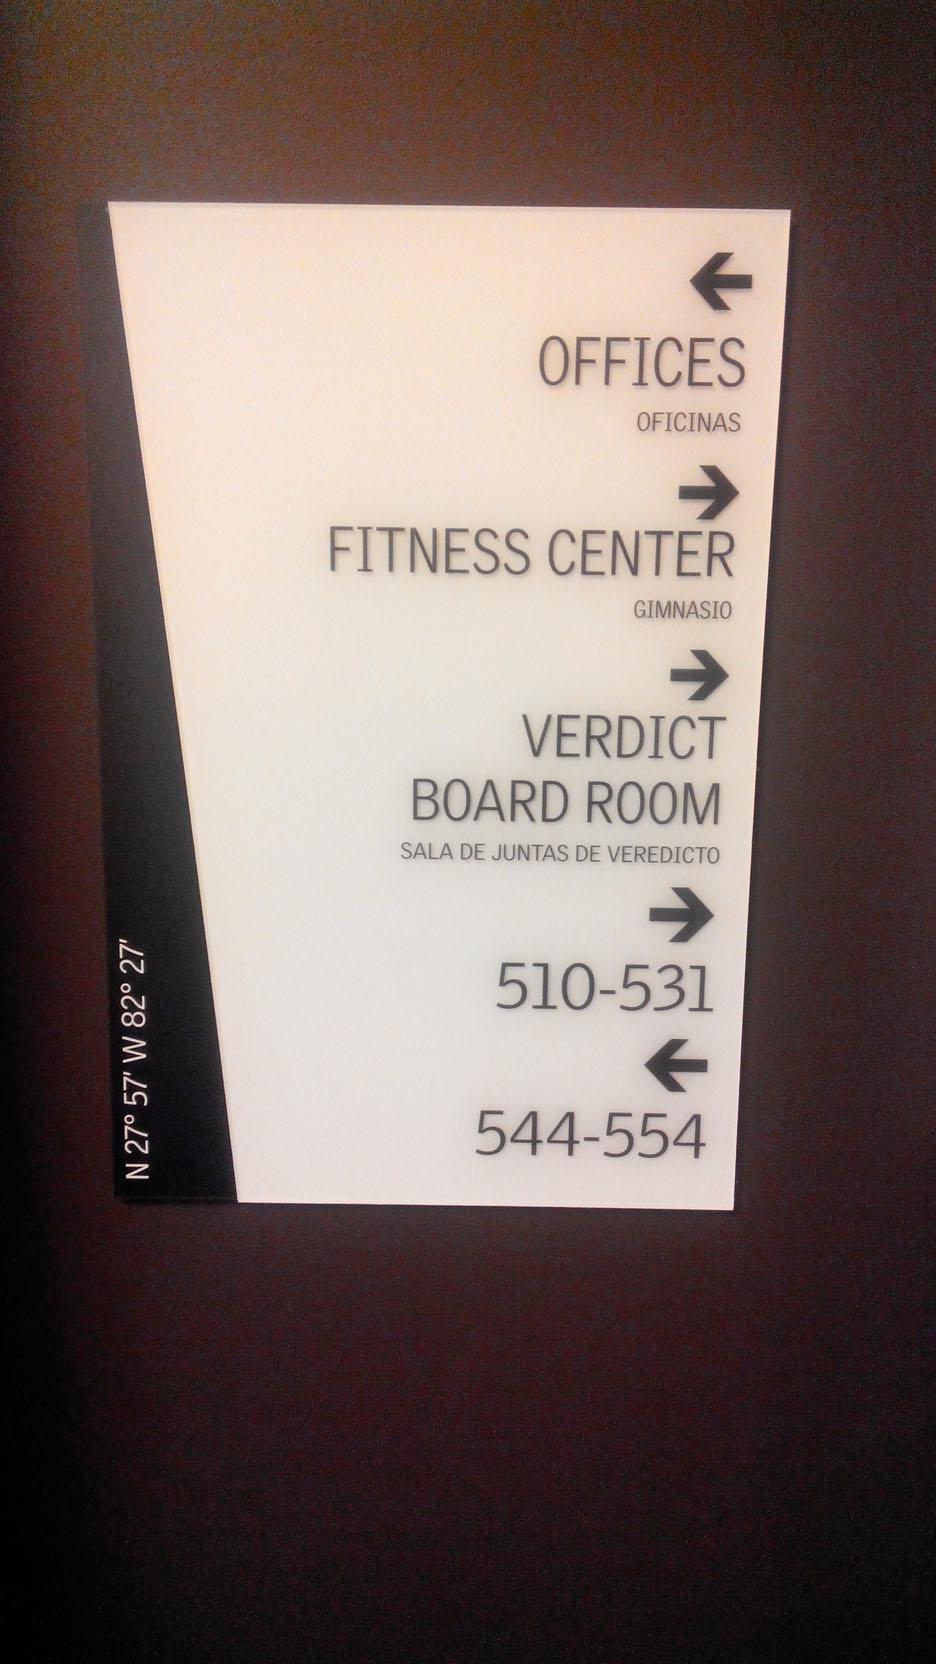 OFFICES
OFICINAS
FITNESS CENTER
GIMNASIO
VERDICT
BOARD ROOM
SALA DE JUNTAS DE VEREDICTO
510-531
544-554
N 27° 57' W 82° 27'